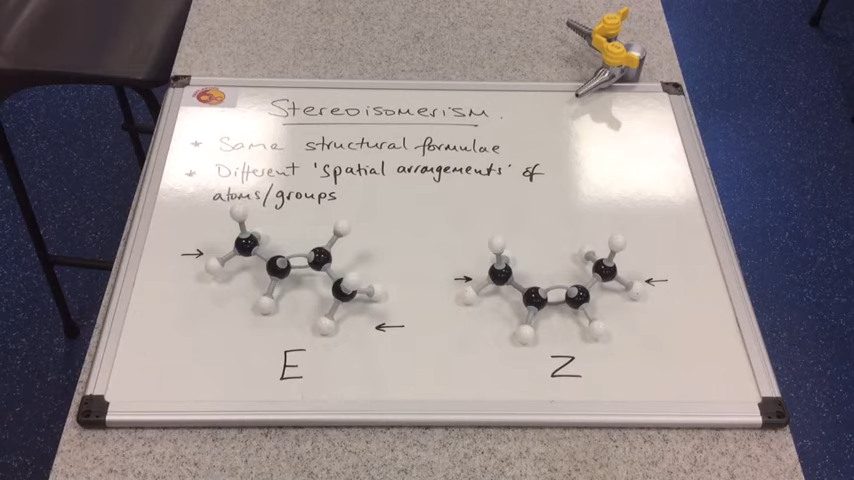 Stereoisomerism.
* Same structural formulae
* Different 'spatial arrangements' of
atoms/groups
E
Z